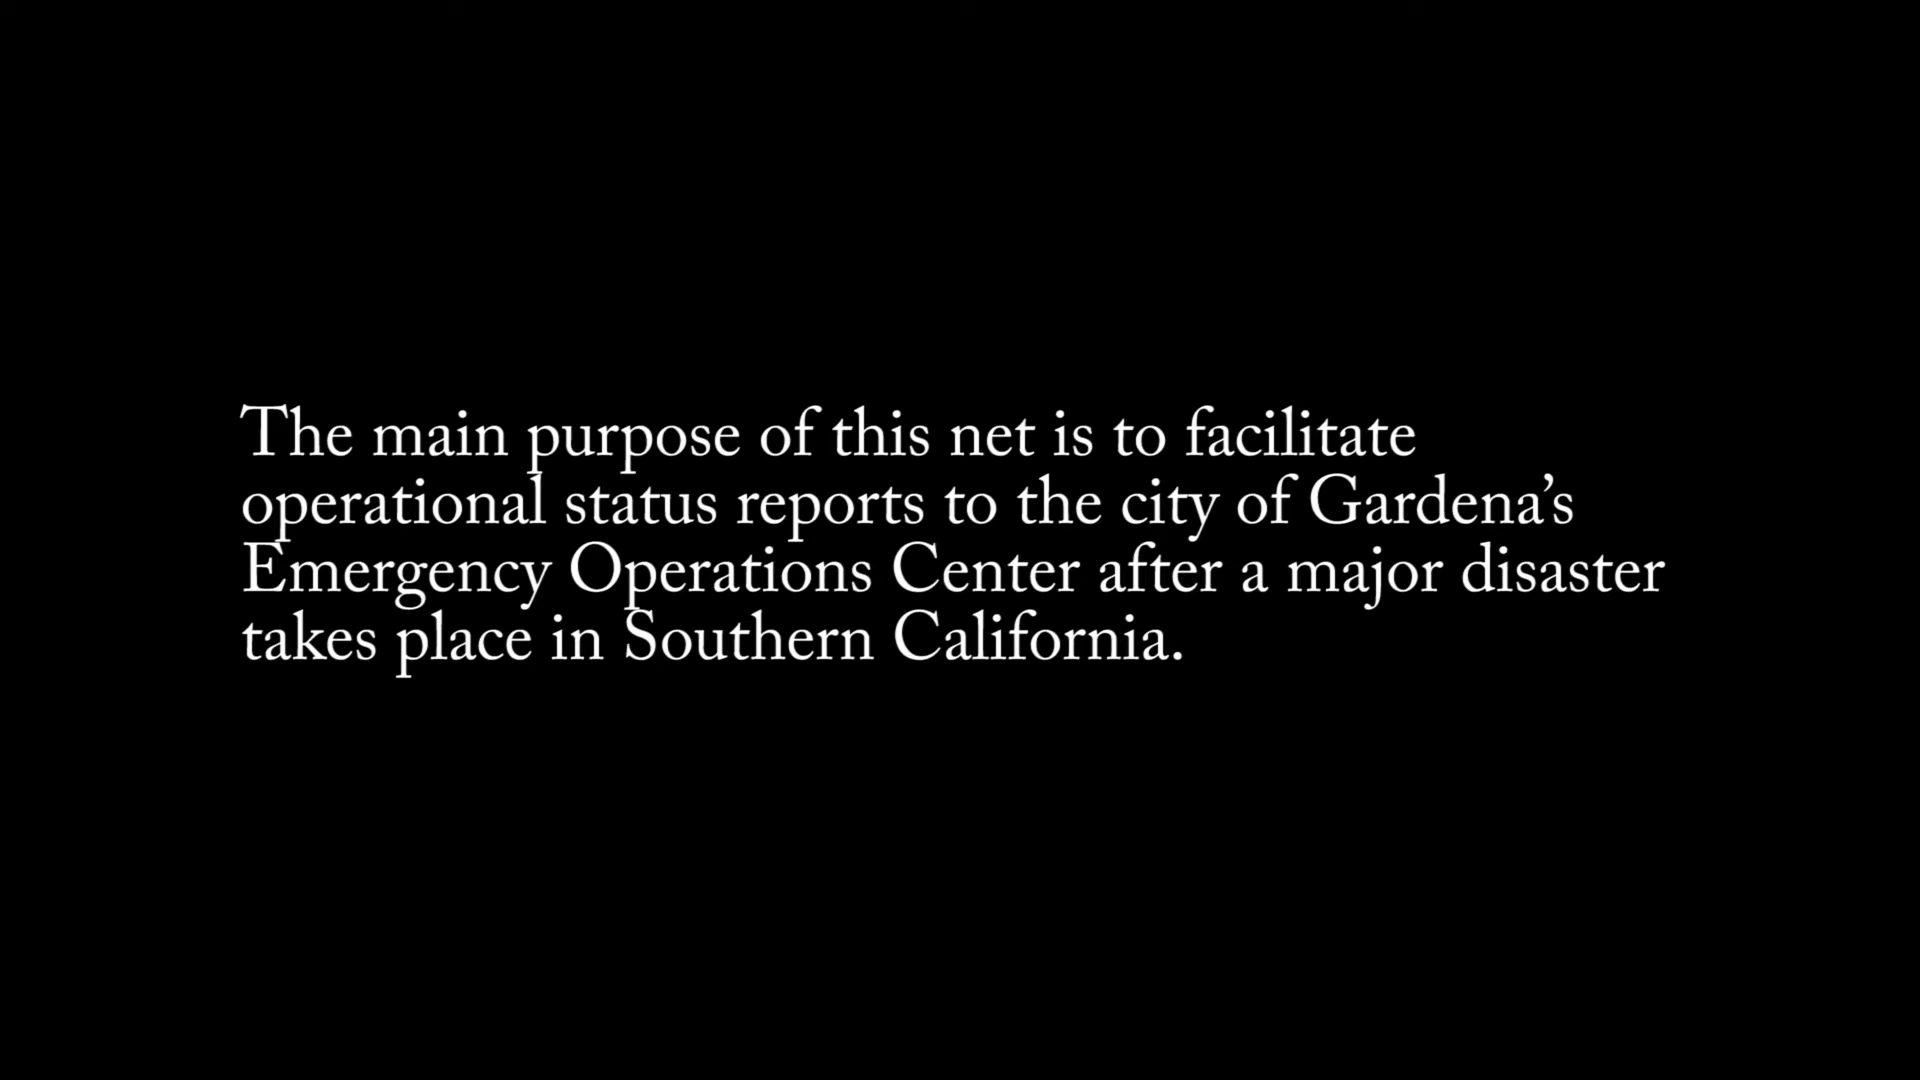 The main purpose of this net is to facilitate
operational status reports to the city of Gardena’s
Emergency Operations Center after a major disaster
takes place in Southern California.